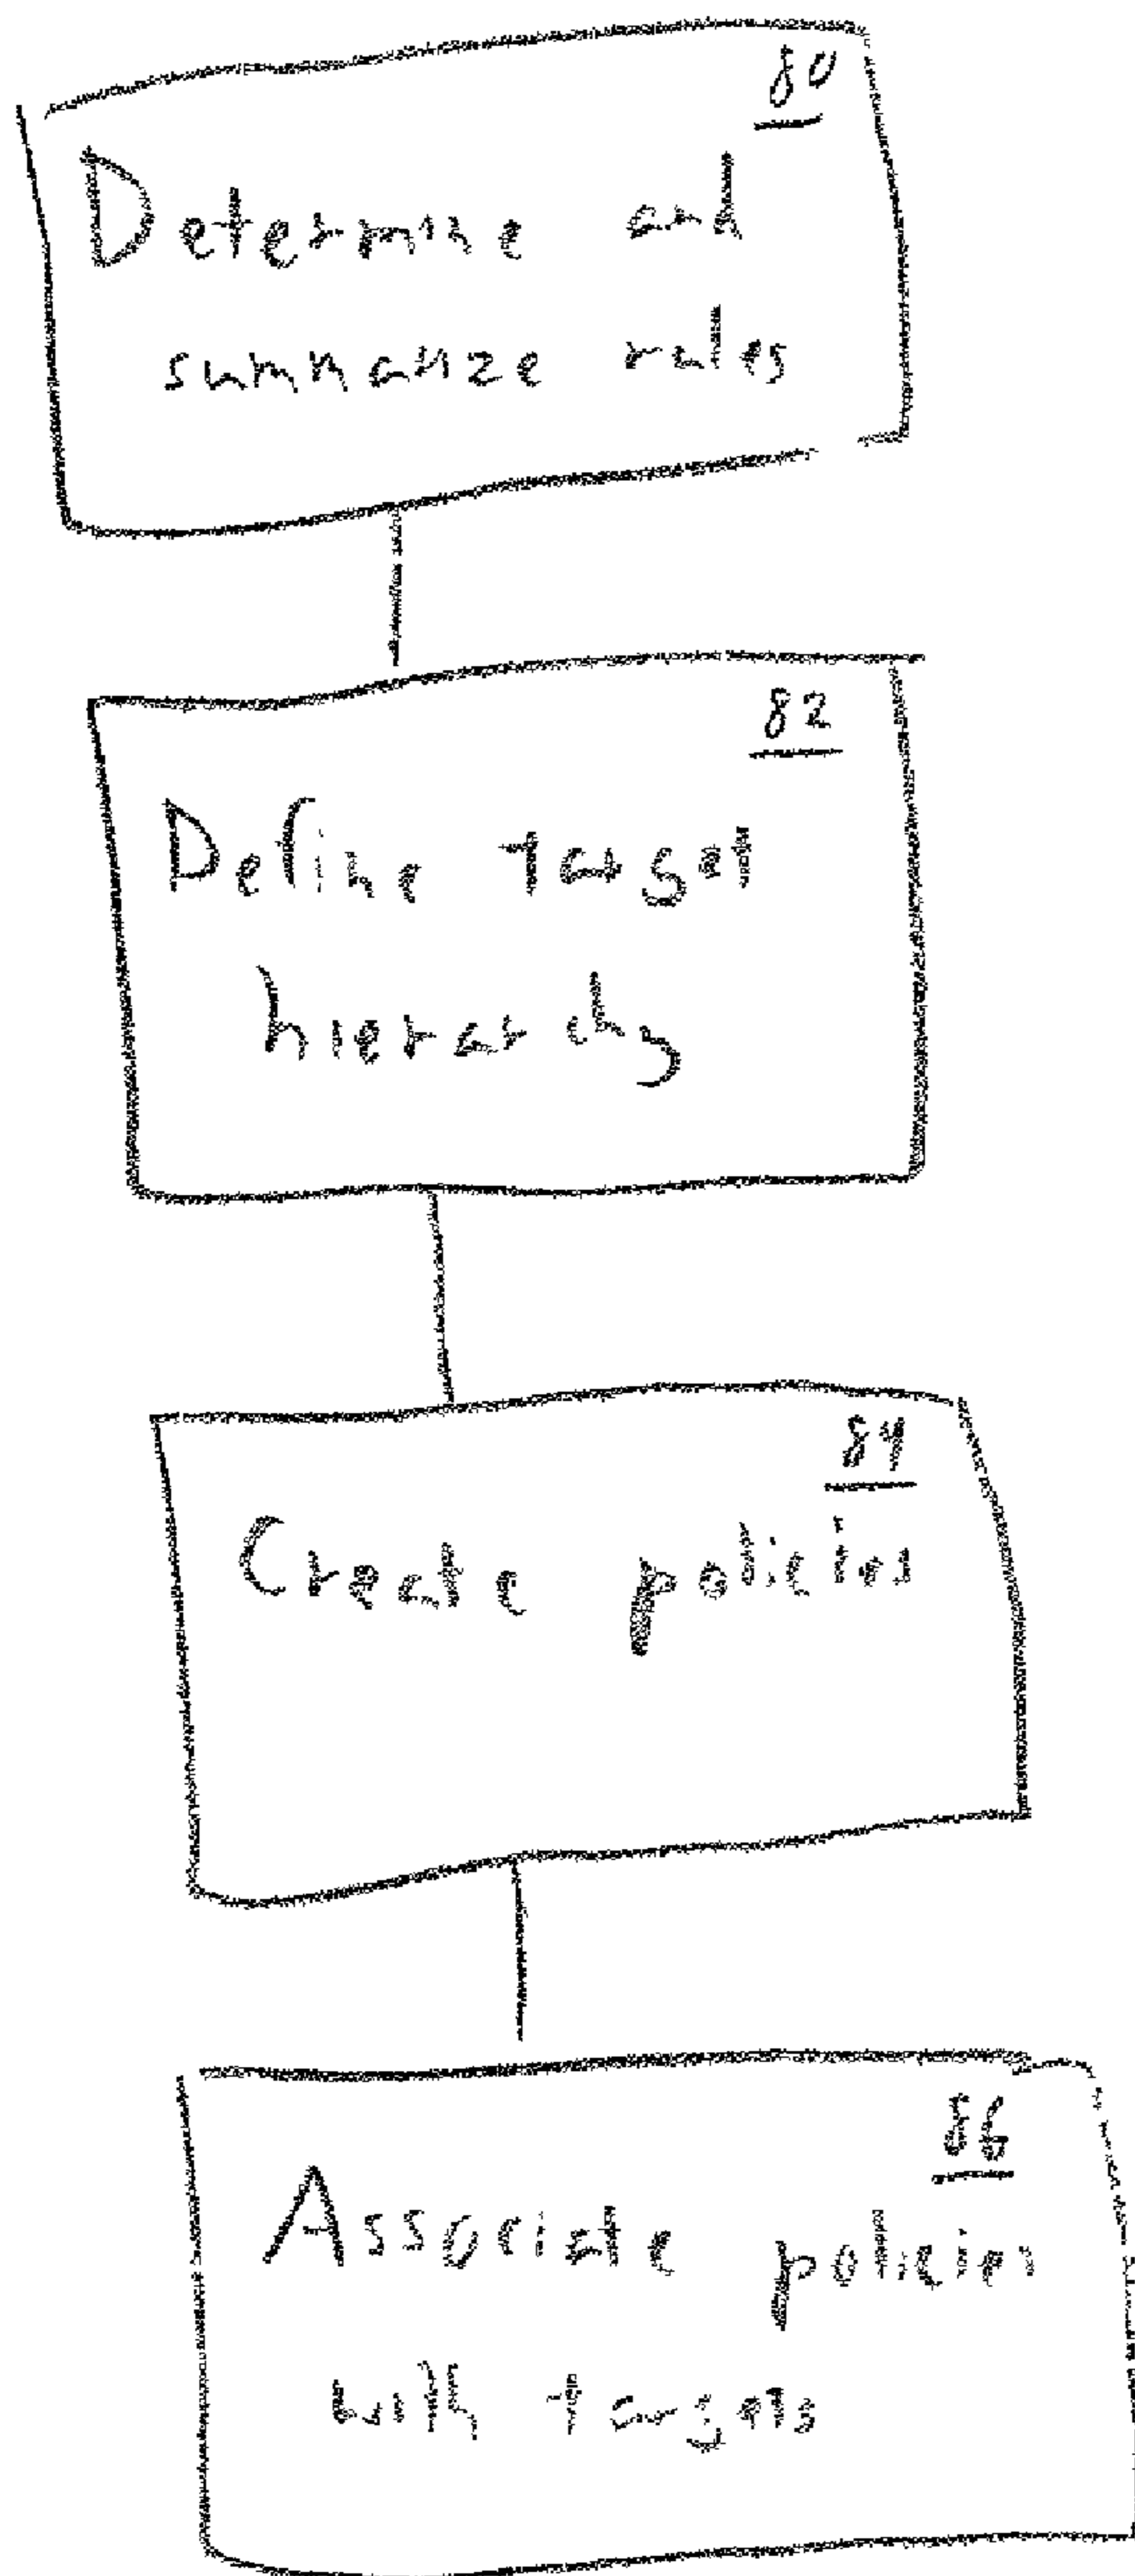 80
Determine and
summarize rules
82
Define target
hierarchy
84
Create policies
86
Associate policies
with targets